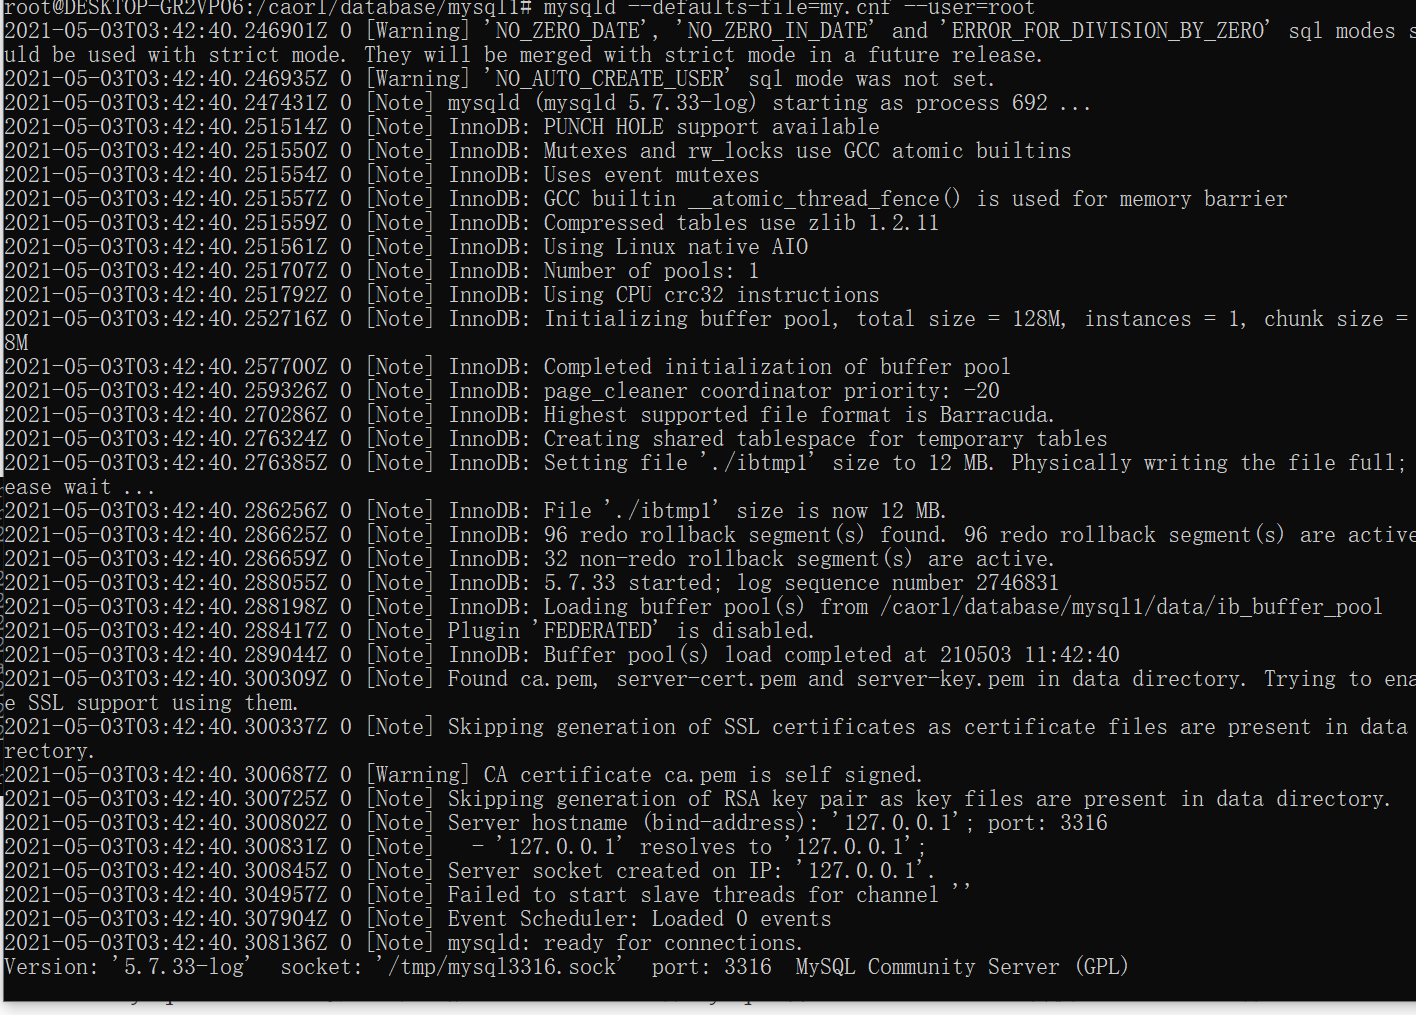 root@DESKTOP-GR2VP06:/caorl/database/mysql1# mysqld --defaults-file=my.cnf --user=root
2021-05-03T03:42:40.246901Z 0 [Warning] 'NO_ZERO_DATE', 'NO_ZERO_IN_DATE' and 'ERROR_FOR_DIVISION_BY_ZERO' sql modes s
uld be used with strict mode. They will be merged with strict mode in a future release.
2021-05-03T03:42:40.246935Z 0 [Warning] 'NO_AUTO_CREATE_USER' sql mode was not set.
2021-05-03T03:42:40.247431Z 0 [Note] mysqld (mysqld 5.7.33-log) starting as process 692 ...
2021-05-03T03:42:40.251514Z 0 [Note] InnoDB: PUNCH HOLE support available
2021-05-03T03:42:40.251550Z 0 [Note] InnoDB: Mutexes and rw_locks use GCC atomic builtins
2021-05-03T03:42:40.251554Z 0 [Note] InnoDB: Uses event mutexes
2021-05-03T03:42:40.251557Z 0 [Note] InnoDB: GCC builtin __atomic_thread_fence() is used for memory barrier
2021-05-03T03:42:40.251559Z 0 [Note] InnoDB: Compressed tables use zlib 1.2.11
2021-05-03T03:42:40.251561Z 0 [Note] InnoDB: Using Linux native AIO
2021-05-03T03:42:40.251707Z 0 [Note] InnoDB: Number of pools: 1
2021-05-03T03:42:40.251792Z 0 [Note] InnoDB: Using CPU crc32 instructions
2021-05-03T03:42:40.252716Z 0 [Note] InnoDB: Initializing buffer pool, total size = 128M, instances = 1, chunk size =
8M
2021-05-03T03:42:40.257700Z 0 [Note] InnoDB: Completed initialization of buffer pool
2021-05-03T03:42:40.259326Z 0 [Note] InnoDB: page_cleaner coordinator priority: -20
2021-05-03T03:42:40.270286Z 0 [Note] InnoDB: Highest supported file format is Barracuda.
2021-05-03T03:42:40.276324Z 0 [Note] InnoDB: Creating shared tablespace for temporary tables
2021-05-03T03:42:40.276385Z 0 [Note] InnoDB: Setting file './ibtmp1' size to 12 MB. Physically writing the file full;
ease wait ...
2021-05-03T03:42:40.286256Z 0 [Note] InnoDB: File './ibtmp1' size is now 12 MB.
2021-05-03T03:42:40.286625Z 0 [Note] InnoDB: 96 redo rollback segment(s) found. 96 redo rollback segment(s) are active
2021-05-03T03:42:40.286659Z 0 [Note] InnoDB: 32 non-redo rollback segment(s) are active.
2021-05-03T03:42:40.288055Z 0 [Note] InnoDB: 5.7.33 started; log sequence number 2746831
2021-05-03T03:42:40.288198Z 0 [Note] InnoDB: Loading buffer pool(s) from /caorl/database/mysql1/data/ib_buffer_pool
2021-05-03T03:42:40.288417Z 0 [Note] Plugin 'FEDERATED' is disabled.
2021-05-03T03:42:40.289044Z 0 [Note] InnoDB: Buffer pool(s) load completed at 210503 11:42:40
2021-05-03T03:42:40.300309Z 0 [Note] Found ca.pem, server-cert.pem and server-key.pem in data directory. Trying to ena
e SSL support using them.
2021-05-03T03:42:40.300337Z 0 [Note] Skipping generation of SSL certificates as certificate files are present in data
rectory.
2021-05-03T03:42:40.300687Z 0 [Warning] CA certificate ca.pem is self signed.
2021-05-03T03:42:40.300725Z 0 [Note] Skipping generation of RSA key pair as key files are present in data directory.
2021-05-03T03:42:40.300802Z 0 [Note] Server hostname (bind-address): '127.0.0.1'; port: 3316
2021-05-03T03:42:40.300831Z 0 [Note]   - '127.0.0.1' resolves to '127.0.0.1';
2021-05-03T03:42:40.300845Z 0 [Note] Server socket created on IP: '127.0.0.1'.
2021-05-03T03:42:40.304957Z 0 [Note] Failed to start slave threads for channel ''
2021-05-03T03:42:40.307904Z 0 [Note] Event Scheduler: Loaded 0 events
2021-05-03T03:42:40.308136Z 0 [Note] mysqld: ready for connections.
Version: '5.7.33-log'  socket: '/tmp/mysql3316.sock'  port: 3316  MySQL Community Server (GPL)